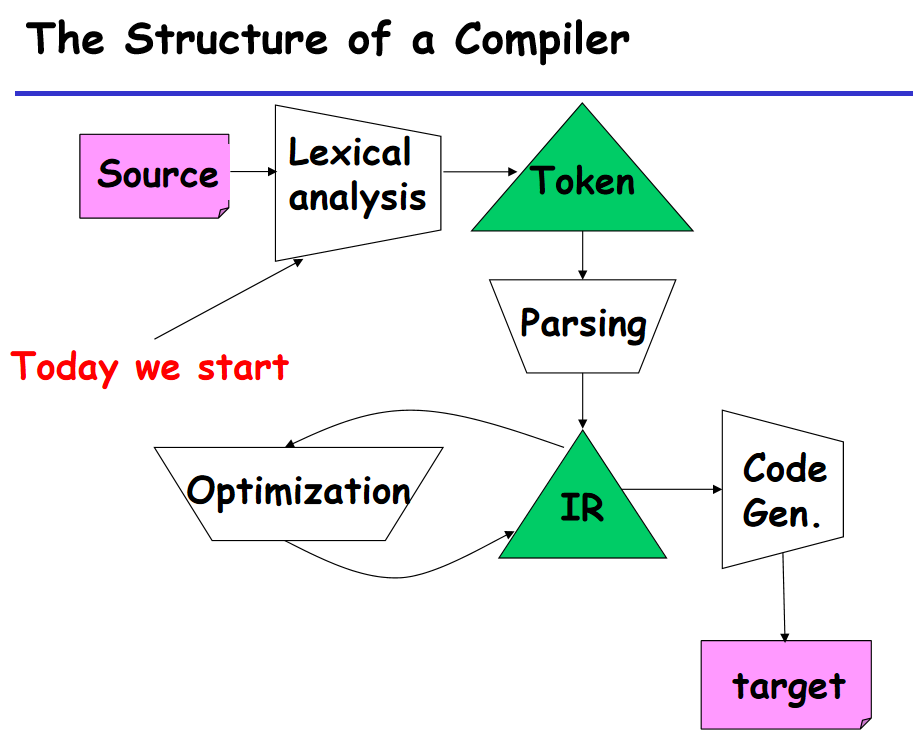 The Structure of a Compiler
Source
Lexical
analysis
Token
Parsing
Today we start
Optimization
IR
Code
Gen.
target